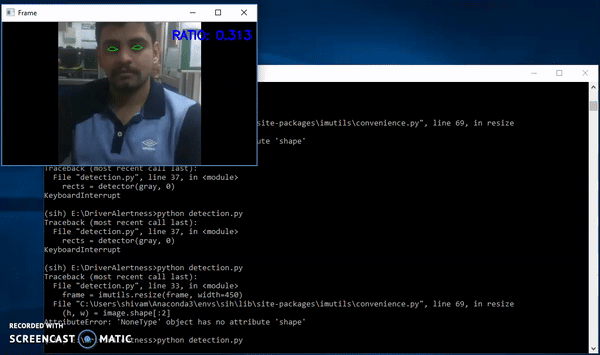 Frame
RATIO: 0.313
site-packages\imutils\convenience.py", line 69, in resize
ute 'shape'
Traceback (most recent call last):
File "detection.py", line 37, in <module>
rects = detector(gray, 0)
KeyboardInterrupt
(sih) E:\DriverAlertness>python detection.py
Traceback (most recent call last):
File "detection.py", line 37, in <module>
rects = detector(gray, 0)
KeyboardInterrupt
(sih) E:\DriverAlertness>python detection.py
Traceback (most recent call last):
File "detection.py", line 33, in <module>
frame = imutils.resize(frame, width=450)
File "C:\Users\shivam\Anaconda3\envs\sih\lib\site-packages\imutils\convenience.py", line 69, in resize
(h, w) = image.shape[:2]
AttributeError: 'NoneType' object has no attribute 'shape'
RECORDED WITH
SCREENCAST MATIC
python detection.py